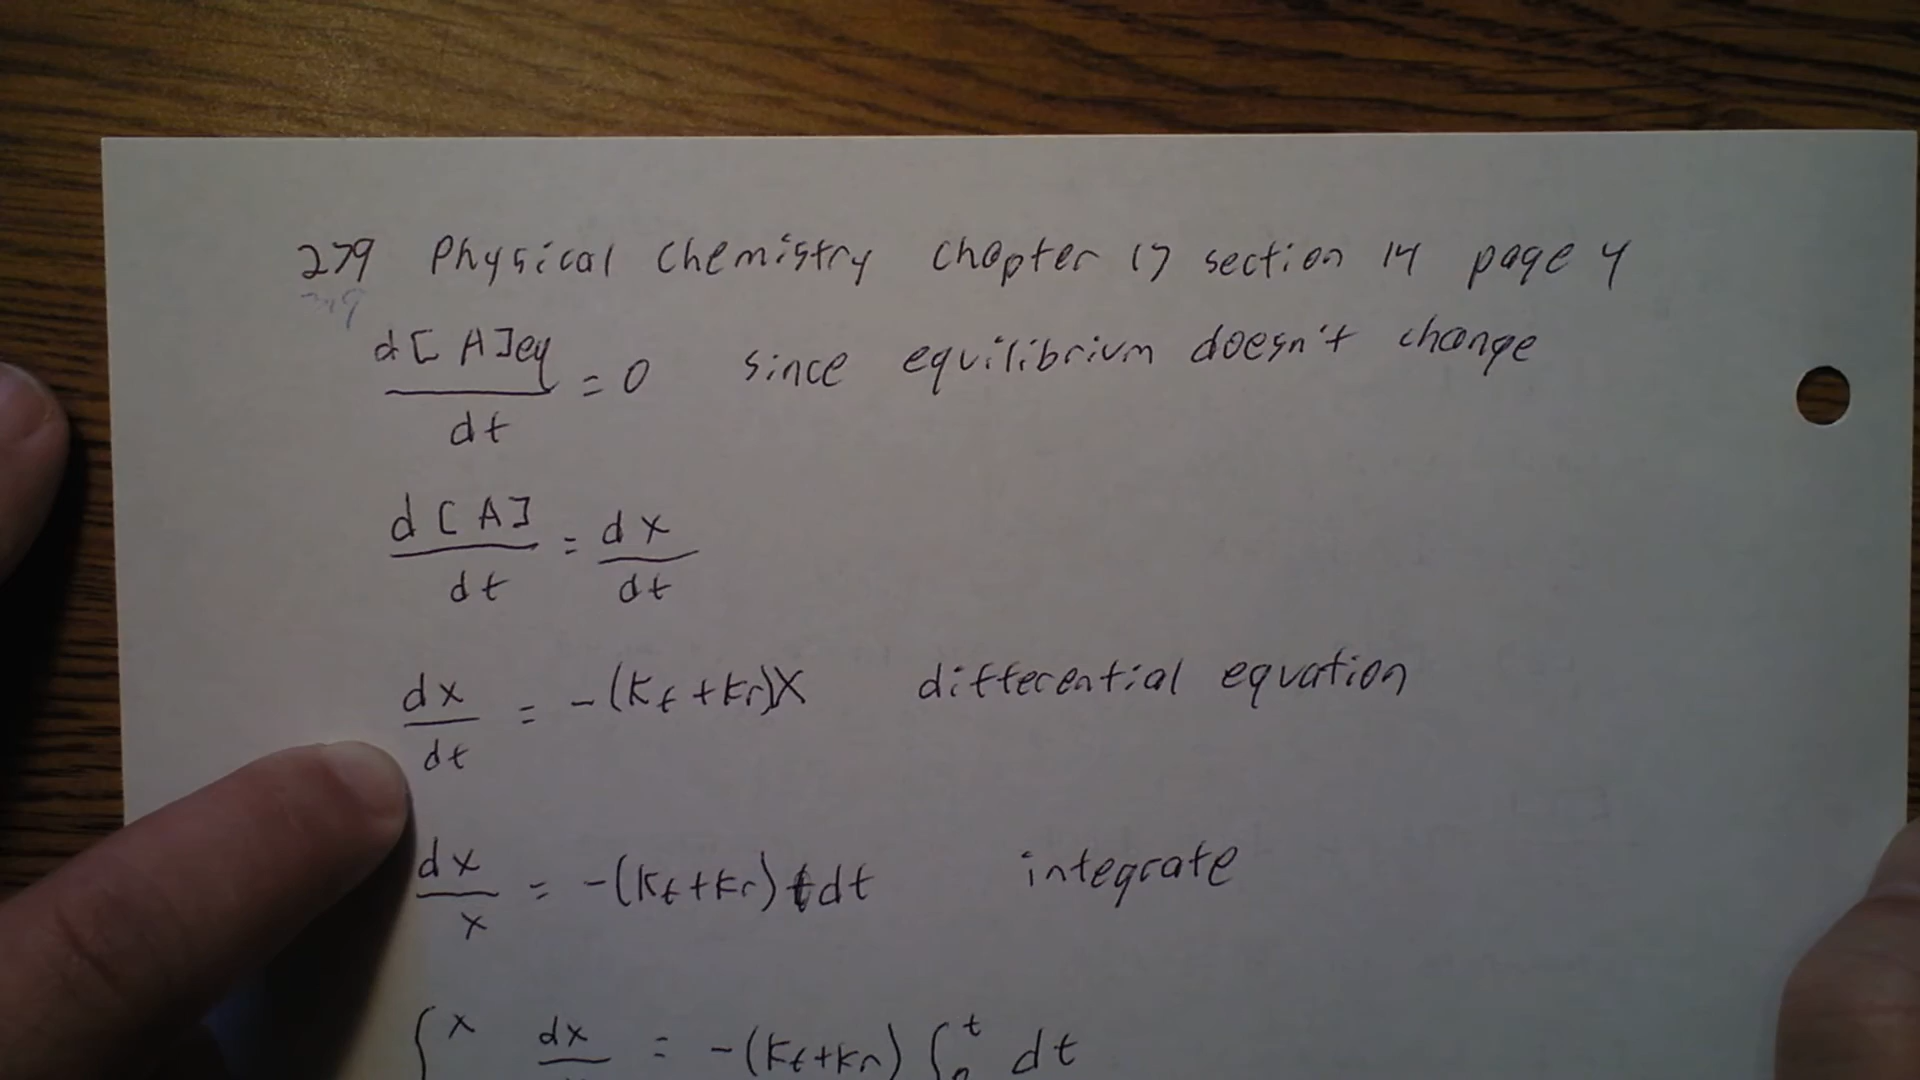 279 Physical Chemistry Chapter 17 section 14 page 4
d[A]eq/dt = 0 since equilibrium doesn't change
d[A]/dt = dx/dt
dx/dt = -(kf+kr)x differential equation
dx/x = -(kf+kr) dt integrate
∫ x dx = -(kf+kr) ∫ t 0 dt